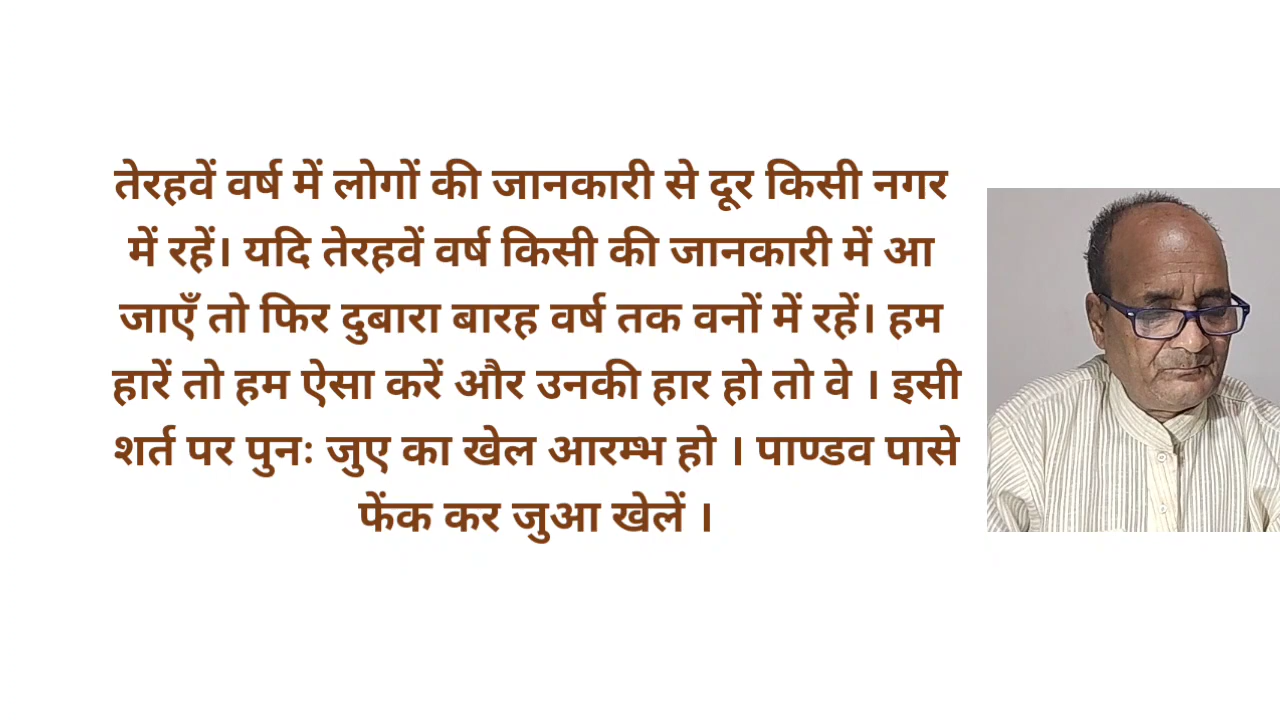 तेरहवें वर्ष में लोगों की जानकारी से दूर किसी नगर
में रहें। यदि तेरहवें वर्ष किसी की जानकारी में आ
जाएँ तो फिर दुबारा बारह वर्ष तक वनों में रहें। हम
हारें तो हम ऐसा करें और उनकी हार हो तो वे । इसी
शर्त पर पुनः जुए का खेल आरम्भ हो । पाण्डव पासे
फेंक कर जुआ खेलें ।